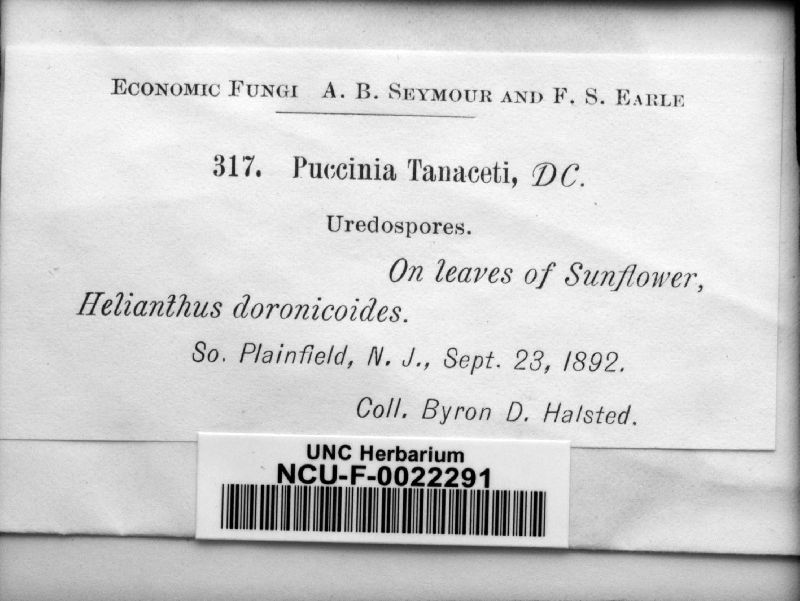 Economic Fungi A. B. Seymour and F. S. Earle
317. Puccinia Tanaceti, DC.
Uredospores.
On leaves of Sunflower,
Helianthus doronicoides.
So. Plainfield, N. J., Sept. 23, 1892.
Coll. Byron D. Halsted.
UNC Herbarium
NCU-F-0022291